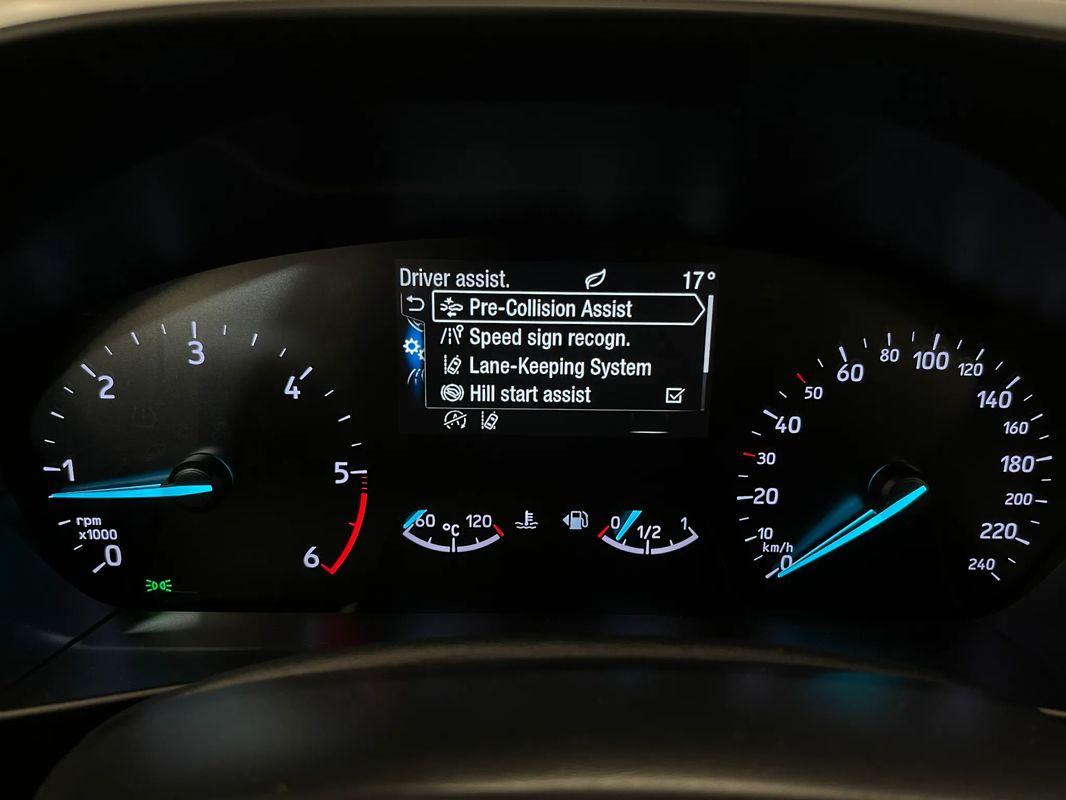 Driver assist. 17°
Pre-Collision Assist
Speed sign recogn.
Lane-Keeping System
Hill start assist
0
1
2
3
4
5
6
rpm
x1000
60 °C 120
0 1/2 1
0
10
20
30
40
50
60
80
100
120
140
160
180
200
220
240
km/h